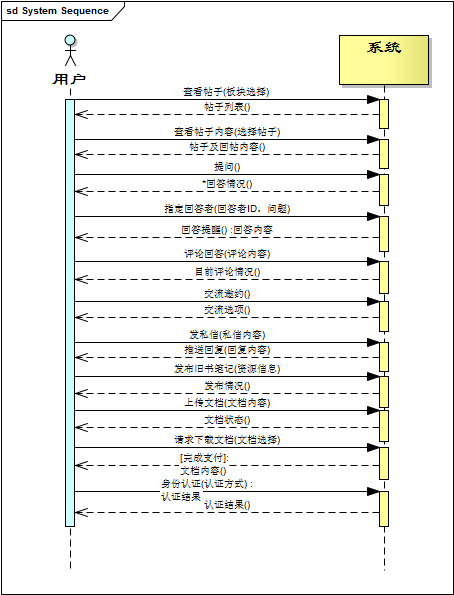 sd System Sequence
用户
系统
查看帖子(板块选择)
帖子列表()
查看帖子内容(选择帖子)
帖子及回帖内容()
提问()
*回答情况()
指定回答者(回答者ID, 问题)
回答提醒() :回答内容
评论回答(评论内容)
目前评论情况()
交流邀约()
交流选项()
发私信(私信内容)
推送回复(回复内容)
发布旧书笔记(资源信息)
发布情况()
上传文档(文档内容)
文档状态()
请求下载文档(文档选择)
[完成支付]:
文档内容()
身份认证(认证方式) :
认证结果
认证结果()